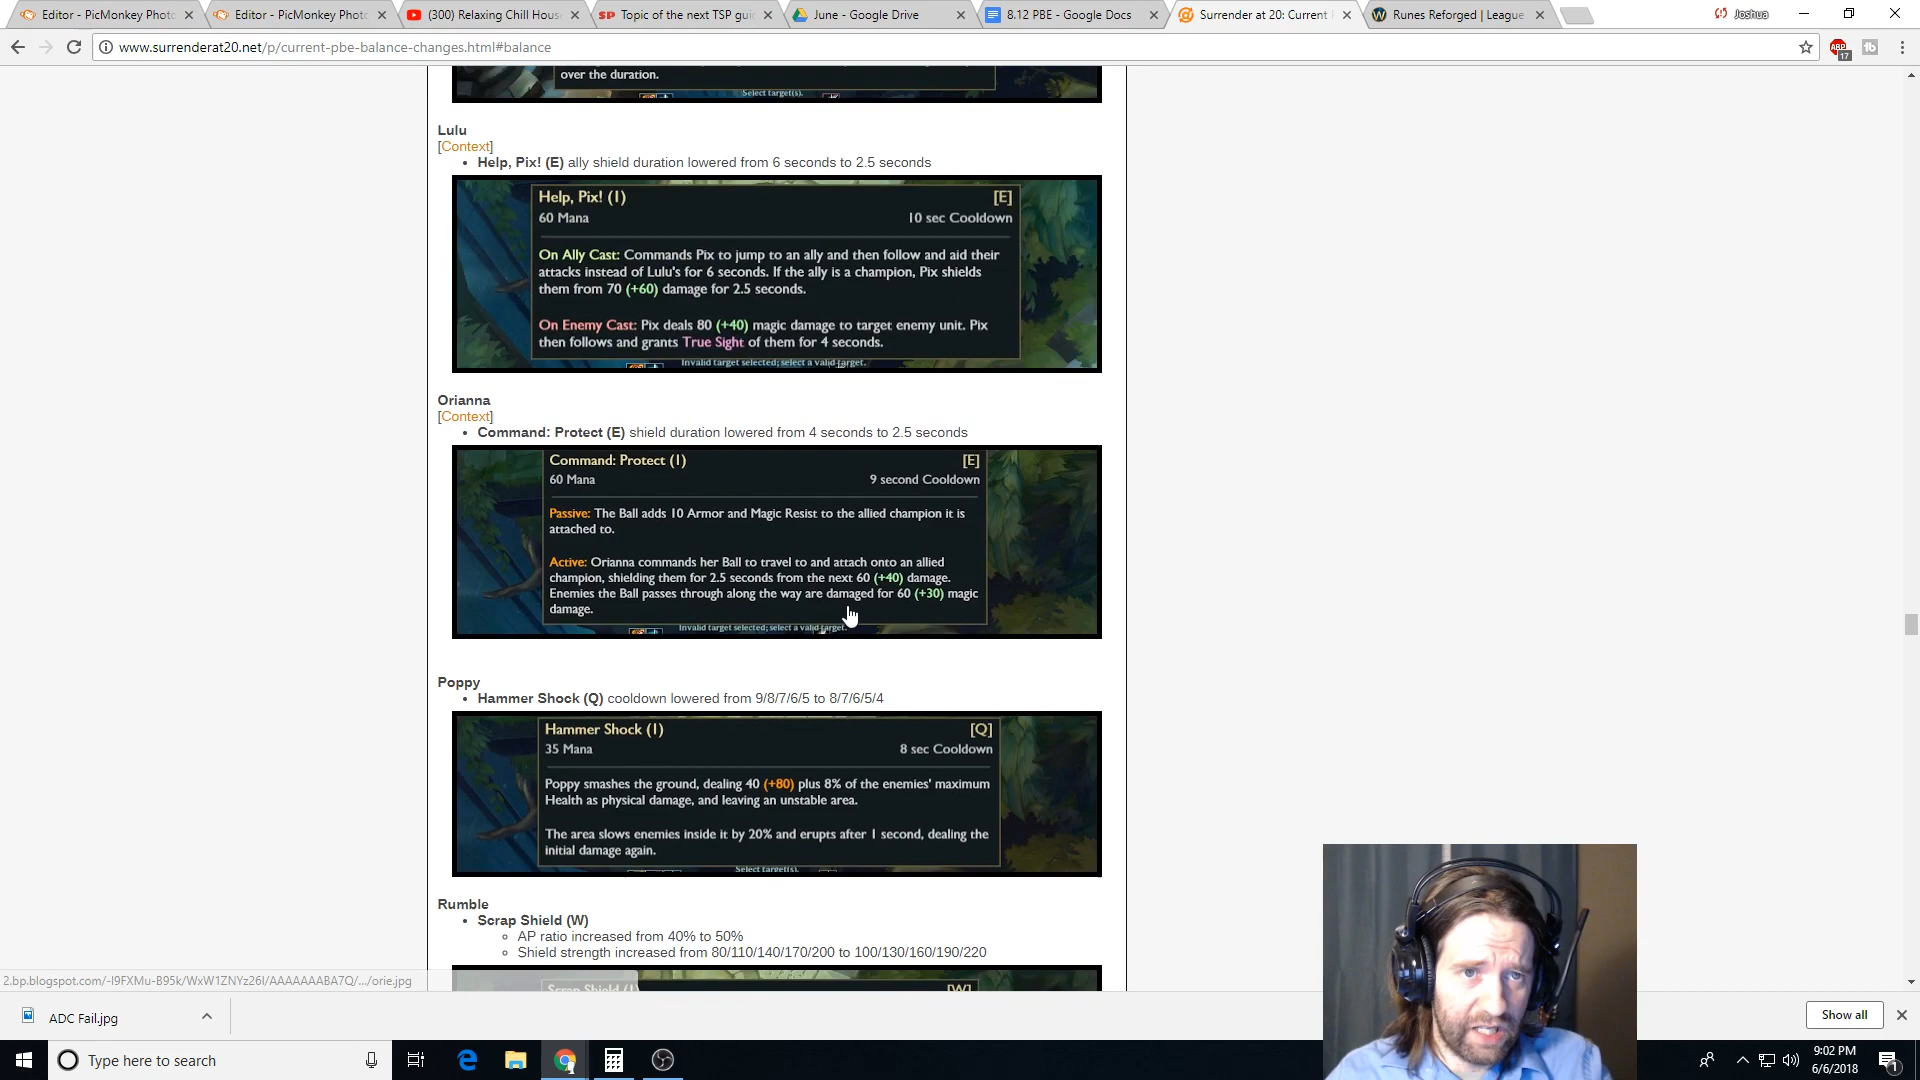 Editor - PicMonkey Photo
Editor - PicMonkey Photo
(300) Relaxing Chill Hous
Topic of the next TSP gui
June - Google Drive
8.12 PBE - Google Docs
Surrender at 20: Current
Runes Reforged | League
Joshua
www.surrenderat20.net/p/current-pbe-balance-changes.html#balance
17
over the duration.
Select target(s).
Lulu
[Context]
Help, Pix! (E) ally shield duration lowered from 6 seconds to 2.5 seconds
Help, Pix! (1) [E]
60 Mana 10 sec Cooldown
On Ally Cast: Commands Pix to jump to an ally and then follow and aid their
attacks instead of Lulu's for 6 seconds. If the ally is a champion, Pix shields
them from 70 (+60) damage for 2.5 seconds.
On Enemy Cast: Pix deals 80 (+40) magic damage to target enemy unit. Pix
then follows and grants True Sight of them for 4 seconds.
Invalid target selected; select a valid target.
Orianna
[Context]
Command: Protect (E) shield duration lowered from 4 seconds to 2.5 seconds
Command: Protect (1) [E]
60 Mana 9 second Cooldown
Passive: The Ball adds 10 Armor and Magic Resist to the allied champion it is
attached to.
Active: Orianna commands her Ball to travel to and attach onto an allied
champion, shielding them for 2.5 seconds from the next 60 (+40) damage.
Enemies the Ball passes through along the way are damaged for 60 (+30) magic
damage.
Invalid target selected; select a valid target.
Poppy
Hammer Shock (Q) cooldown lowered from 9/8/7/6/5 to 8/7/6/5/4
Hammer Shock (1) [Q]
35 Mana 8 sec Cooldown
Poppy smashes the ground, dealing 40 (+80) plus 8% of the enemies' maximum
Health as physical damage, and leaving an unstable area.
The area slows enemies inside it by 20% and erupts after 1 second, dealing the
initial damage again.
Select target(s).
Rumble
Scrap Shield (W)
AP ratio increased from 40% to 50%
Shield strength increased from 80/110/140/170/200 to 100/130/160/190/220
Scrap Shield (1) [W]
2.bp.blogspot.com/-I9FXMu-B95k/WxW1ZNYz26I/AAAAAAABA7Q/.../orie.jpg
ADC Fail.jpg
Show all
Type here to search
9:02 PM
6/6/2018
1